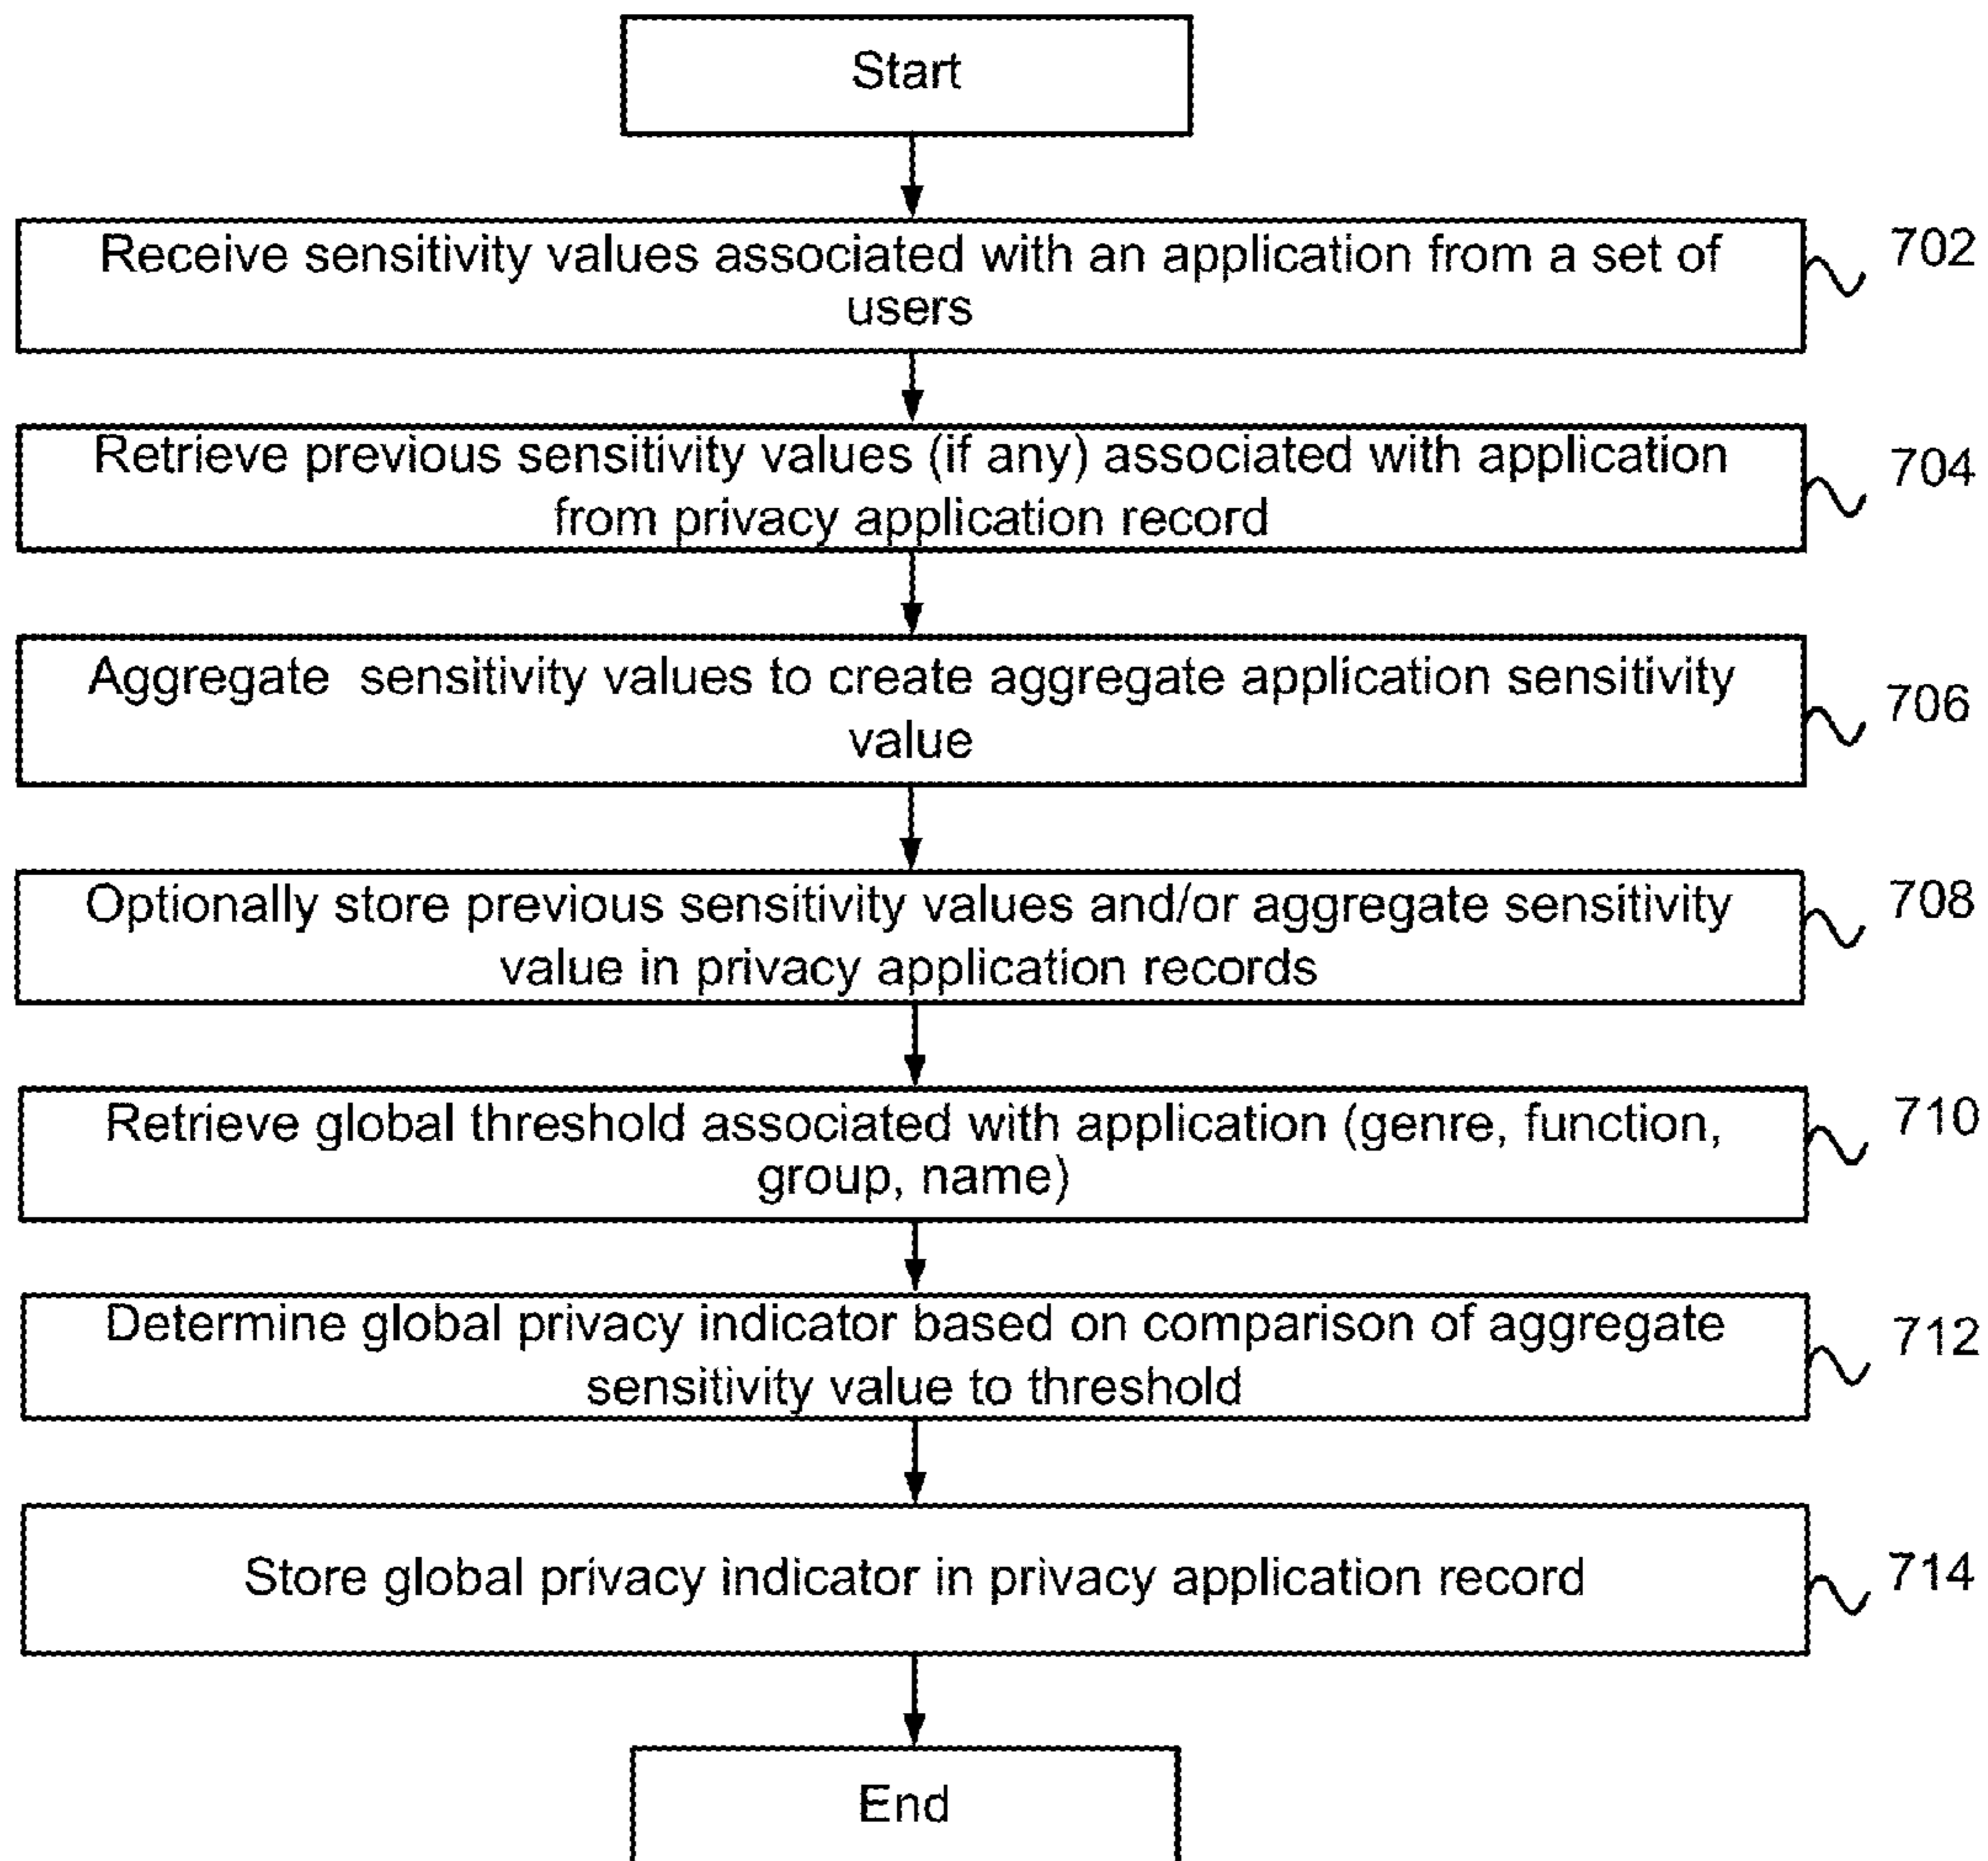 Start
Receive sensitivity values associated with an application from a set of
users
702
Retrieve previous sensitivity values (if any) associated with application
from privacy application record
704
Aggregate sensitivity values to create aggregate application sensitivity
value
706
Optionally store previous sensitivity values and/or aggregate sensitivity
value in privacy application records
708
Retrieve global threshold associated with application (genre, function,
group, name)
710
Determine global privacy indicator based on comparison of aggregate
sensitivity value to threshold
712
Store global privacy indicator in privacy application record
714
End